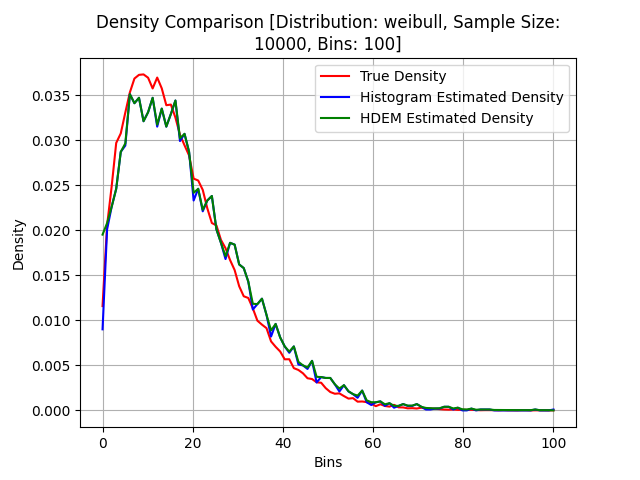 Density Comparison [Distribution: weibull, Sample Size:
10000, Bins: 100]
True Density
Histogram Estimated Density
HDEM Estimated Density
Density
0.035
0.030
0.025
0.020
0.015
0.010
0.005
0.000
0 20 40 60 80 100
Bins